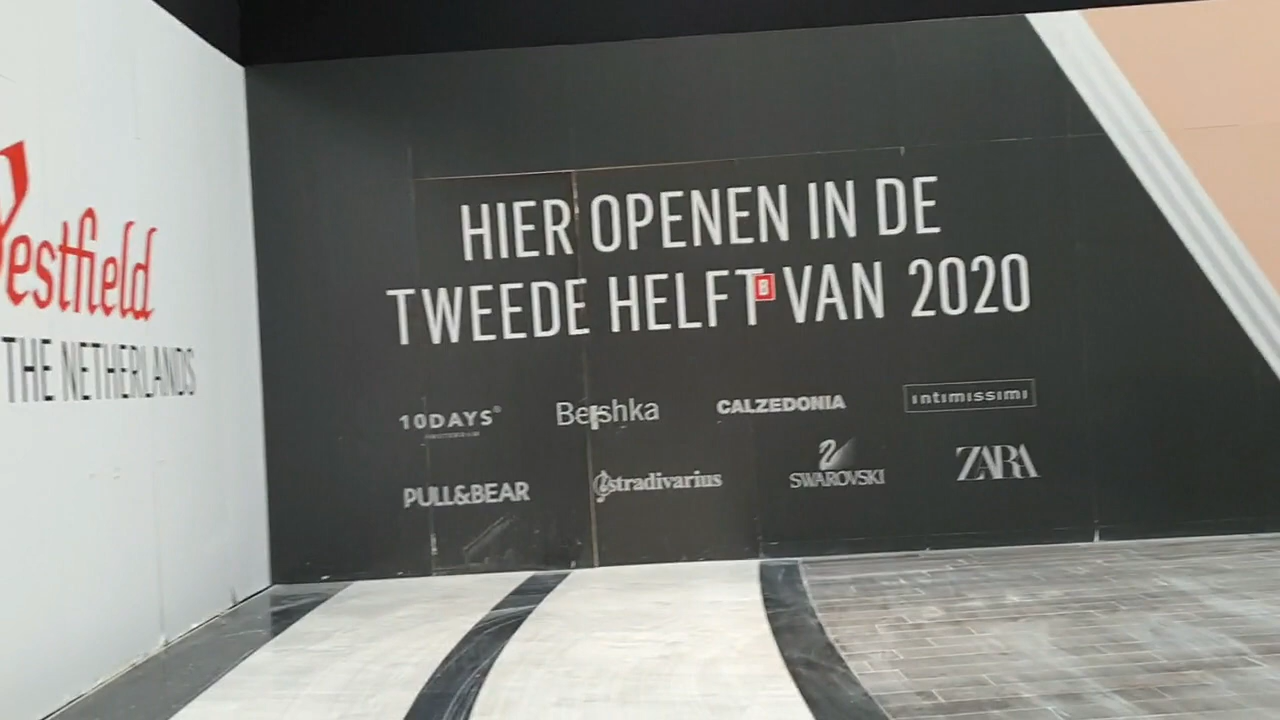 Westfield
THE NETHERLANDS
HIER OPENEN IN DE
TWEEDE HELFT VAN 2020
B
10DAYS
Bershka
CALZEDONIA
intimissimi
PULL&BEAR
stradivarius
SWAROVSKI
ZARA